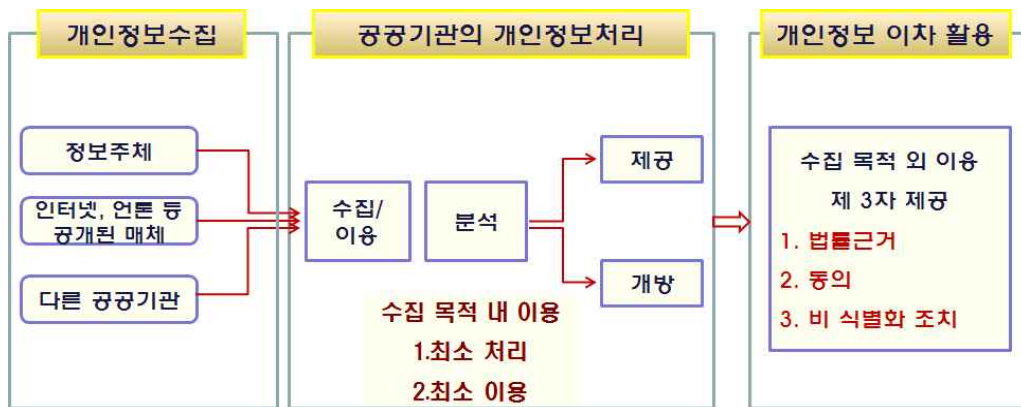 개인정보수집
정보주체
인터넷, 언론 등
공개된 매체
다른 공공기관
공공기관의 개인정보처리
수집/
이용
분석
제공
개방
수집 목적 내 이용
1.최소 처리
2.최소 이용
개인정보 이차 활용
수집 목적 외 이용
제 3자 제공
1. 법률근거
2. 동의
3. 비 식별화 조치